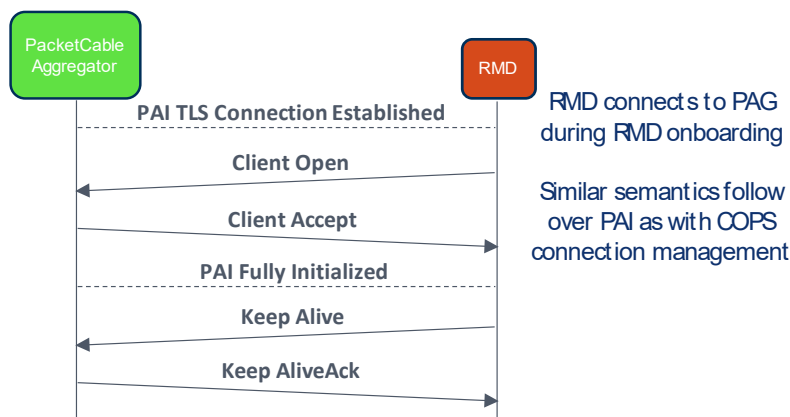 PacketCable
Aggregator
RMD
PAI TLS Connection Established
RMD connects to PAG
during RMD onboarding
Client Open
Similar semantics follow
over PAI as with COPS
connection management
Client Accept
PAI Fully Initialized
Keep Alive
Keep AliveAck